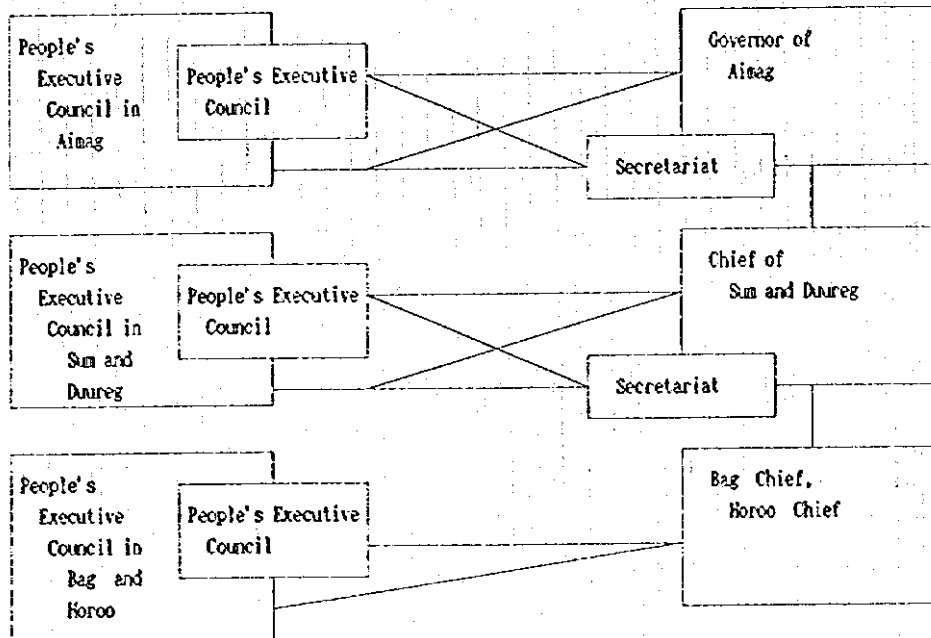 People's
Executive
Council in
Aimag
People's Executive
Council
Governor of
Aimag
Secretariat
People's
Executive
Council in
Sum and
Duureg
People's Executive
Council
Chief of
Sum and Duureg
Secretariat
People's
Executive
Council in
Bag and
Horoo
People's Executive
Council
Bag Chief,
Horoo Chief